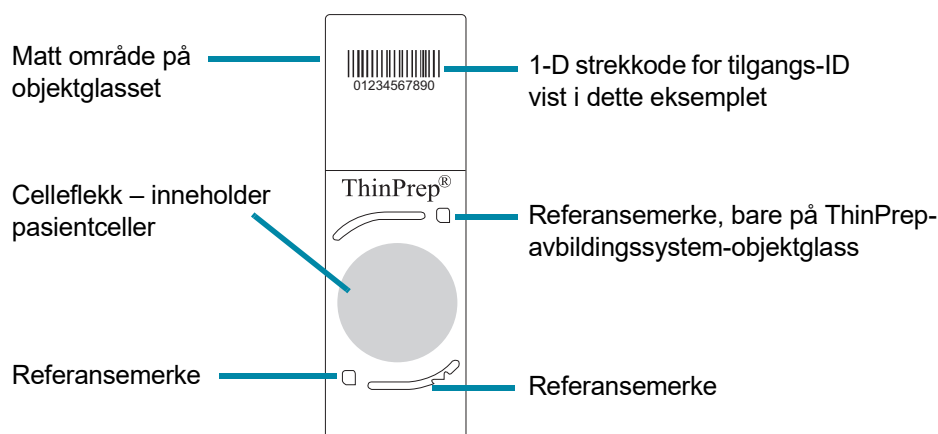 Matt område på
objektglasset
01234567890
1-D strekkode for tilgangs-ID
vist i dette eksemplet
ThinPrep®
Celleflekk – inneholder
pasientceller
Referansemerke, bare på ThinPrep-
avbildingssystem-objektglass
Referansemerke
Referansemerke